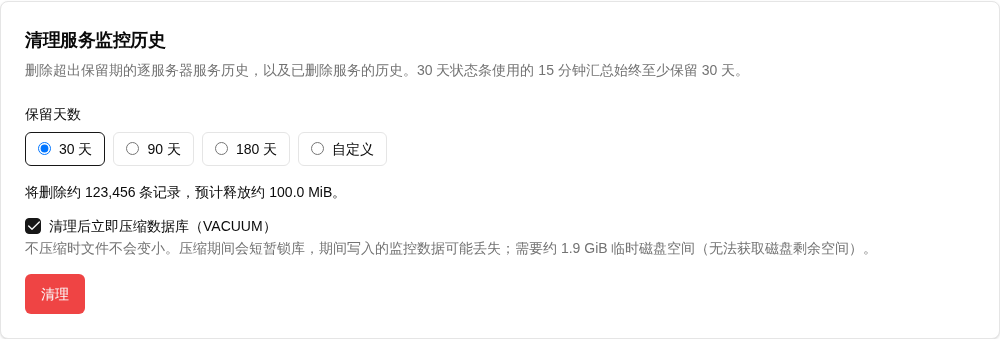 清理服务监控历史
删除超出保留期的逐服务器服务历史，以及已删除服务的历史。30 天状态条使用的 15 分钟汇总始终至少保留 30 天。
保留天数
30 天 90 天 180 天 自定义
将删除约 123,456 条记录，预计释放约 100.0 MiB。
清理后立即压缩数据库（VACUUM）
不压缩时文件不会变小。压缩期间会短暂锁库，期间写入的监控数据可能丢失；需要约 1.9 GiB 临时磁盘空间（无法获取磁盘剩余空间）。
清理